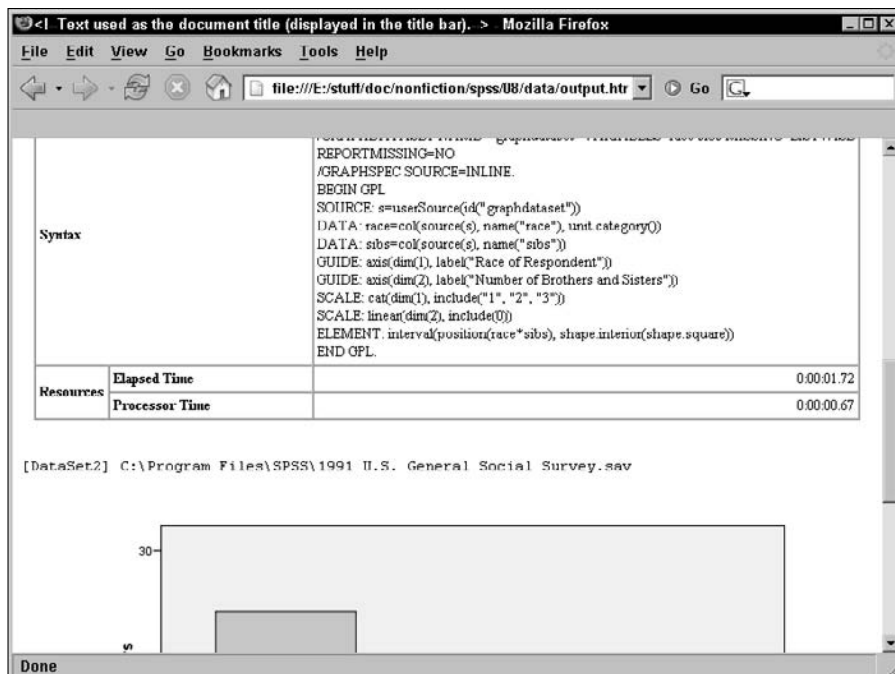 <! Text used as the document title (displayed in the title bar). > - Mozilla Firefox
File Edit View Go Bookmarks Tools Help
file:///E:/stuff/doc/nonfiction/spss/08/data/output.htr Go G
REPORTMISSING=NO
/GRAPHSPEC SOURCE=INLINE.
BEGIN GPL
SOURCE: s=userSource(id("graphdataset"))
DATA: race=col(source(s), name("race"), unit.category())
Syntax
DATA: sibs=col(source(s), name("sibs"))
GUIDE: axis(dim(1), label("Race of Respondent"))
GUIDE: axis(dim(2), label("Number of Brothers and Sisters"))
SCALE: cat(dim(1), include("1", "2", "3"))
SCALE: linear(dim(2), include(0))
ELEMENT: interval(position(race*sibs), shape.interior(shape.square))
END GPL.
Resources
Elapsed Time 0:00:01.72
Processor Time 0:00:00.67
[DataSet2] C:\Program Files\SPSS\1991 U.S. General Social Survey.sav
30
s
Done